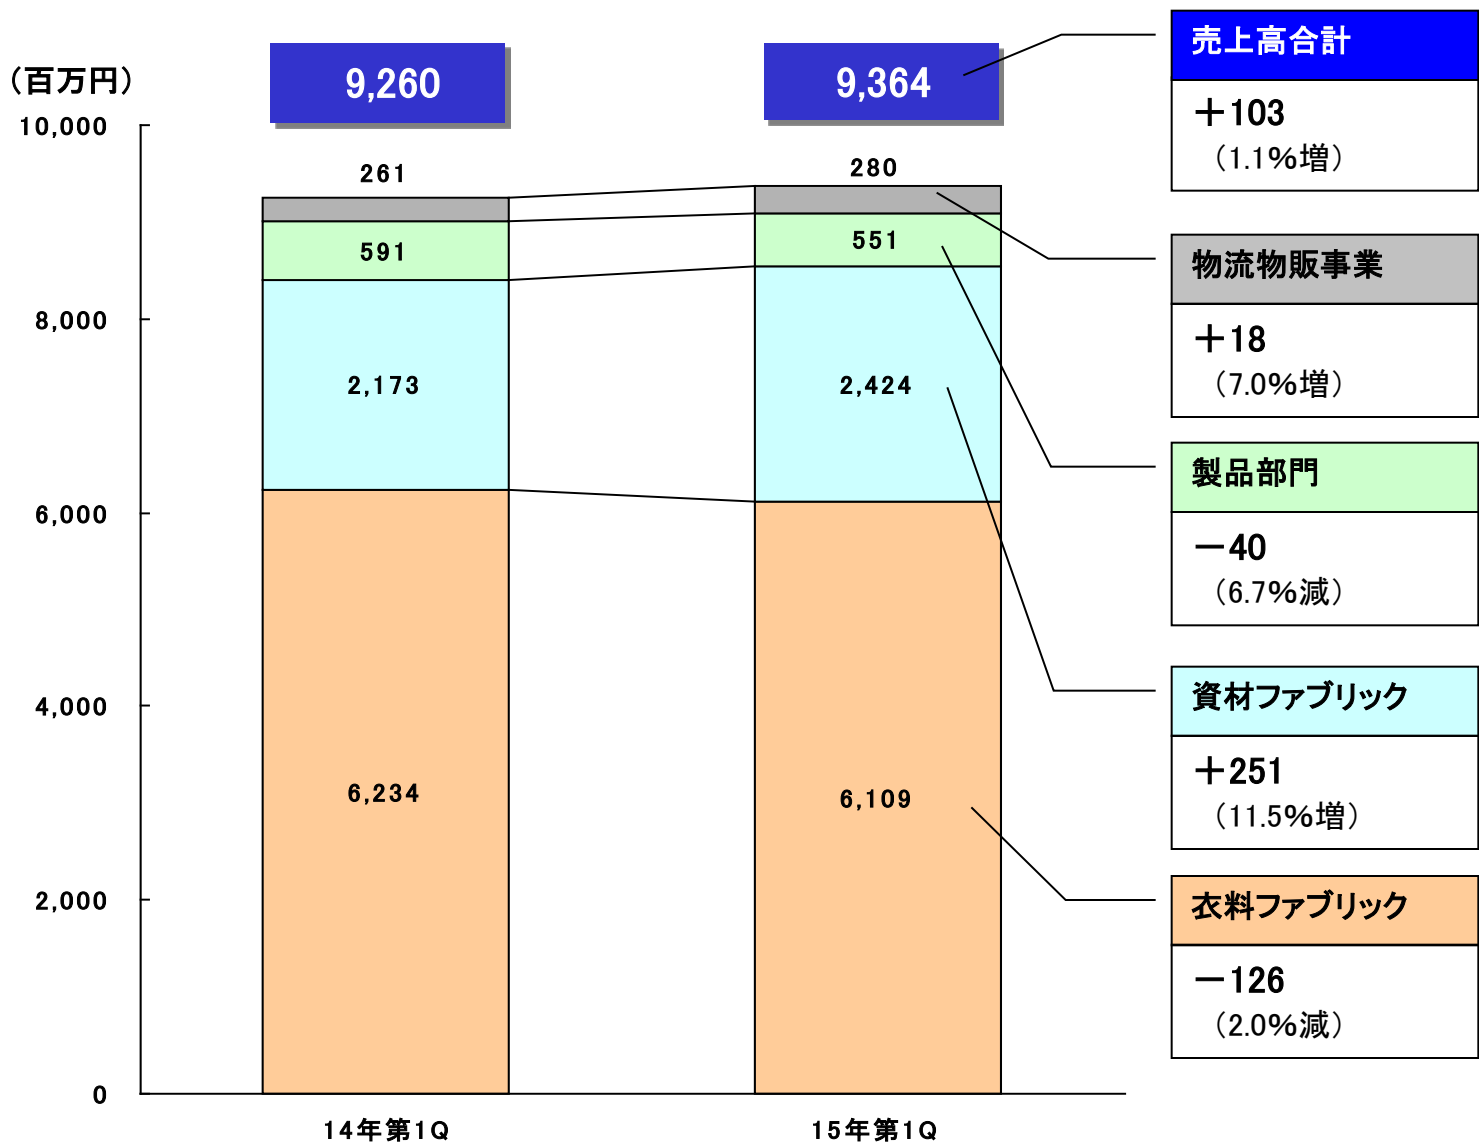 （百万円）
9,260
9,364
10,000
8,000
6,000
4,000
2,000
0
261
591
2,173
6,234
280
551
2,424
6,109
14年第1Q
15年第1Q
売上高合計
＋103
（1.1%増）
物流物販事業
＋18
（7.0%増）
製品部門
－40
（6.7%減）
資材ファブリック
＋251
（11.5%増）
衣料ファブリック
－126
（2.0%減）